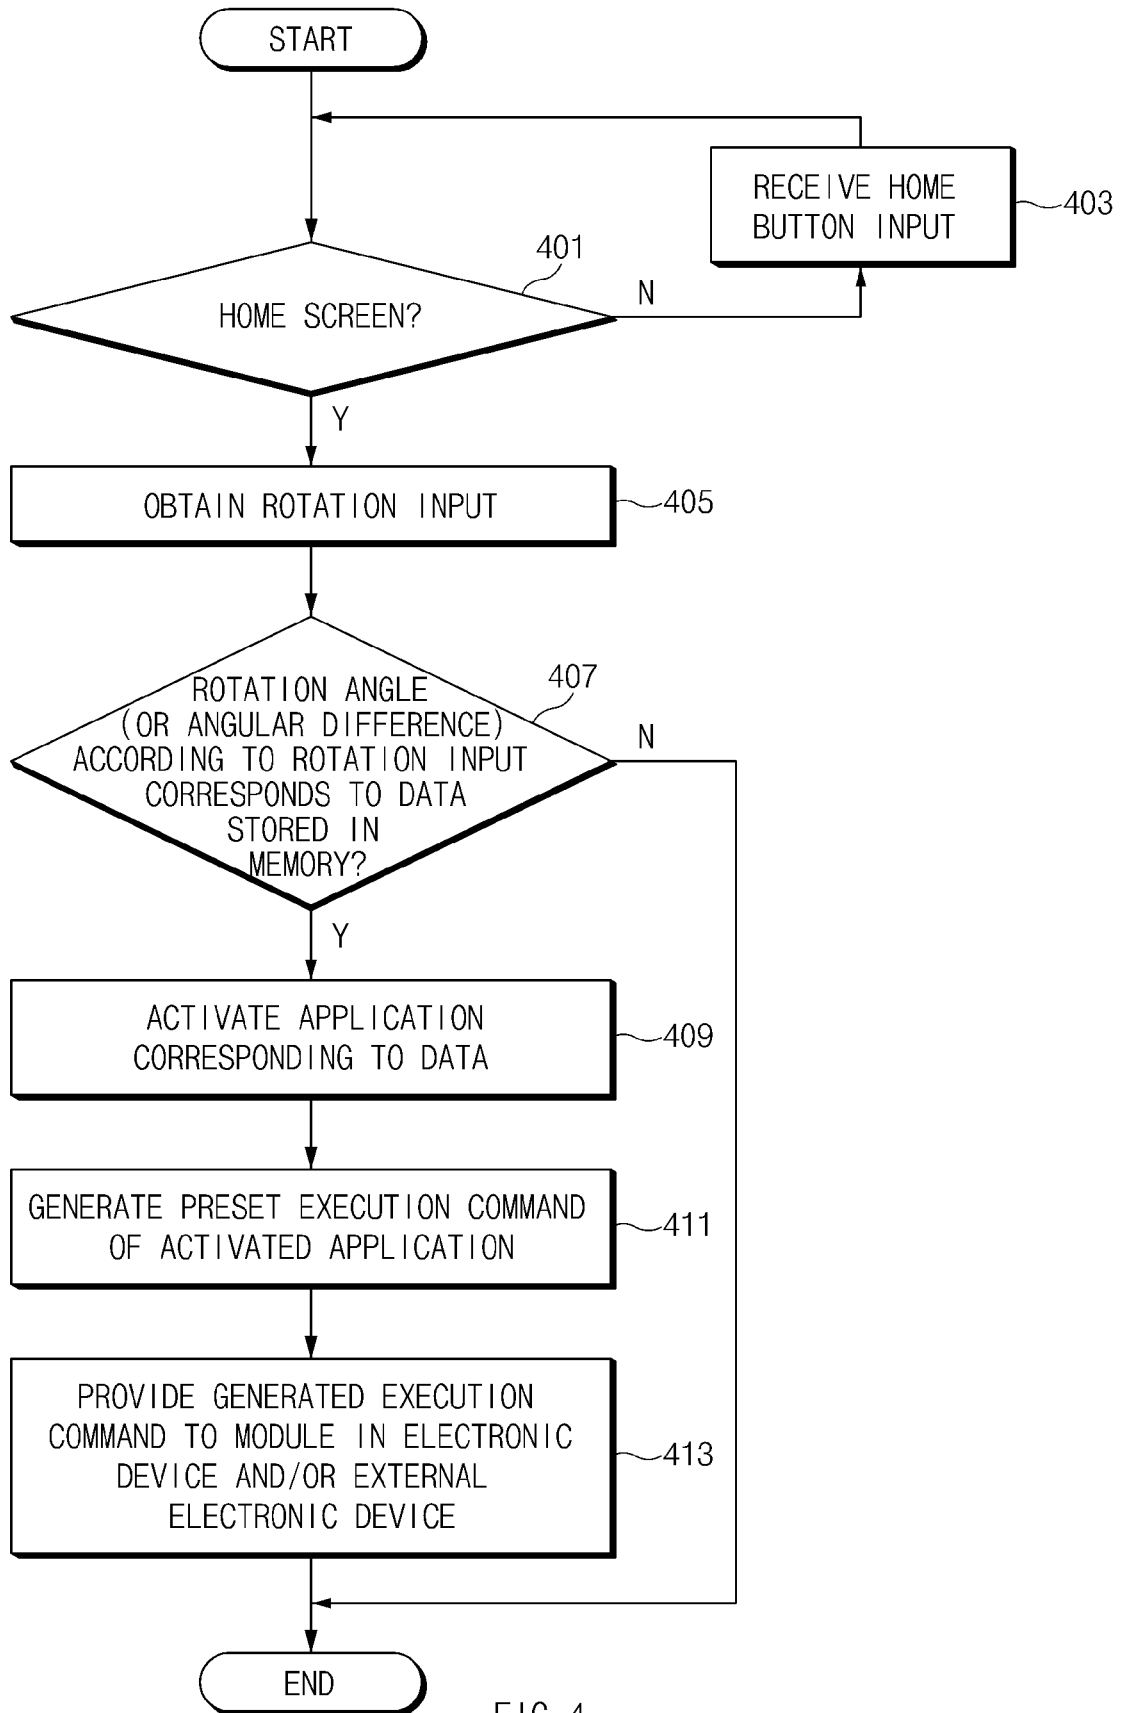 START
RECEIVE HOME
BUTTON INPUT
403
401
HOME SCREEN?
N
Y
OBTAIN ROTATION INPUT
405
407
ROTATION ANGLE
(OR ANGULAR DIFFERENCE)
ACCORDING TO ROTATION INPUT
CORRESPONDS TO DATA
STORED IN
MEMORY?
N
Y
ACTIVATE APPLICATION
CORRESPONDING TO DATA
409
GENERATE PRESET EXECUTION COMMAND
OF ACTIVATED APPLICATION
411
PROVIDE GENERATED EXECUTION
COMMAND TO MODULE IN ELECTRONIC
DEVICE AND/OR EXTERNAL
ELECTRONIC DEVICE
413
END
FIG.4